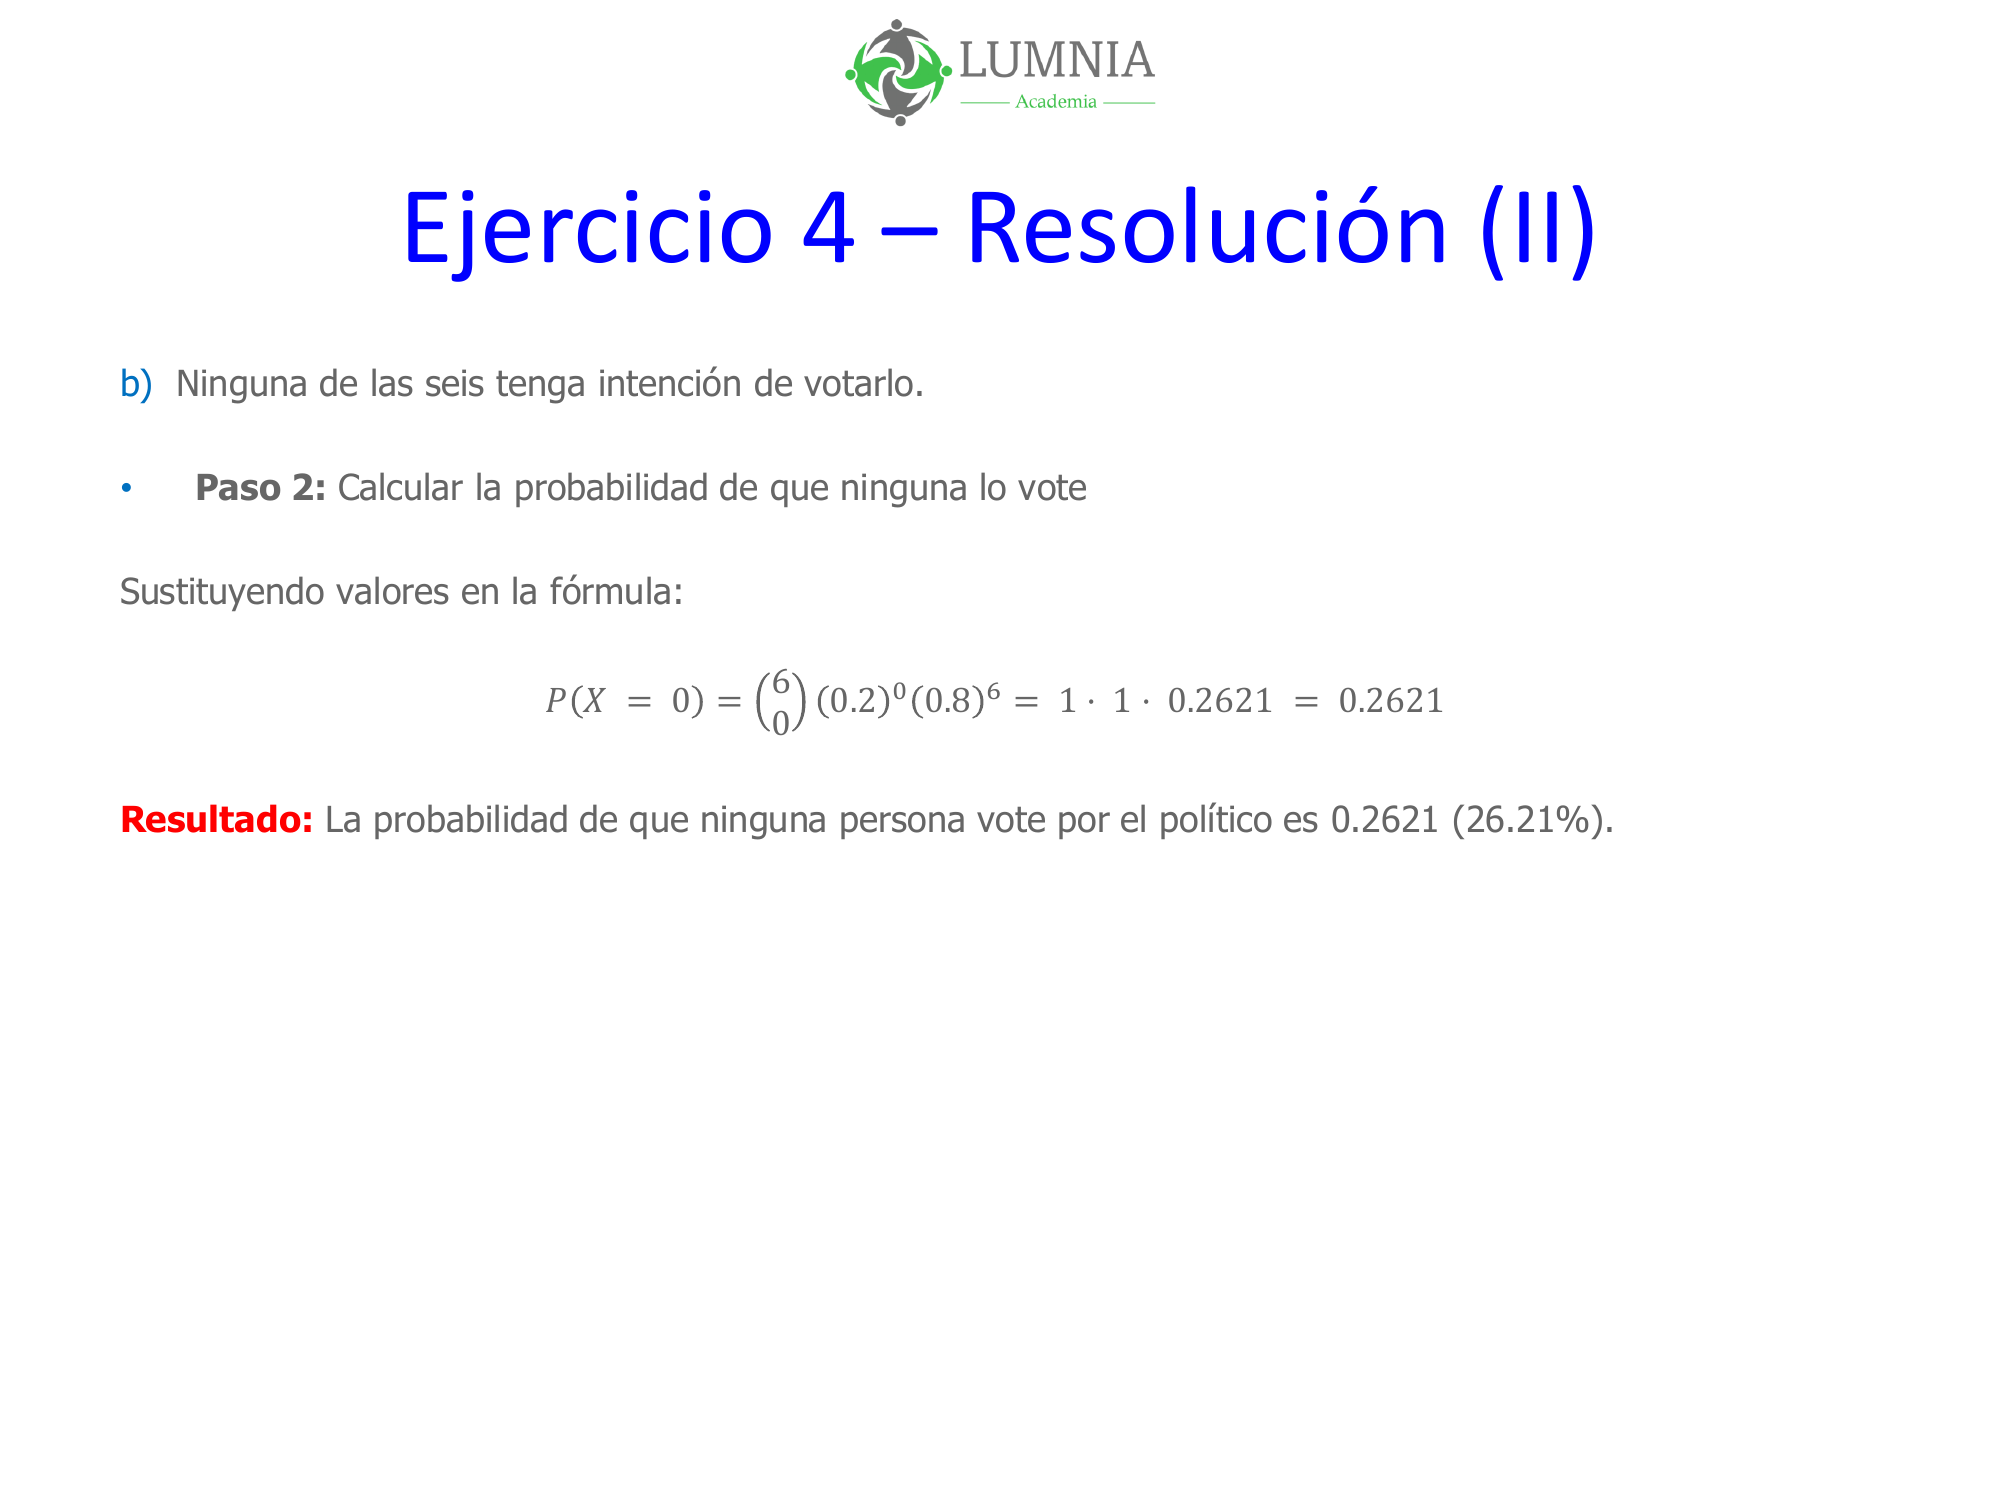 LUMNIA
Academia
Ejercicio 4 – Resolución (II)
b) Ninguna de las seis tenga intención de votarlo.
• Paso 2: Calcular la probabilidad de que ninguna lo vote
Sustituyendo valores en la fórmula:
P(X = 0) = (6 0) (0.2)⁰(0.8)⁶ = 1 · 1 · 0.2621 = 0.2621
Resultado: La probabilidad de que ninguna persona vote por el político es 0.2621 (26.21%).